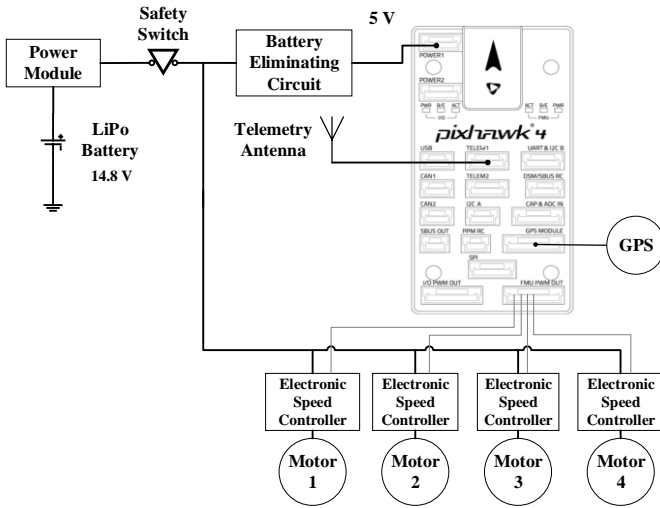 Safety
Switch
5 V
Power
Module
Battery
Eliminating
Circuit
POWER1
POWER2
LiPo
Battery
14.8 V
Telemetry
Antenna
PWR B/E ACT
I/O
ACT B/E PWR
FMU
pixhawk® 4
USB TELEM1 UART & I2C B
CAN1 TELEM2 DSM/SBUS RC
CAN2 I2C A CAP & ADC IN
SBUS OUT PPM RC GPS MODULE
SPI
I/O PWM OUT FMU PWM OUT
GPS
Electronic
Speed
Controller
Electronic
Speed
Controller
Electronic
Speed
Controller
Electronic
Speed
Controller
Motor
1
Motor
2
Motor
3
Motor
4